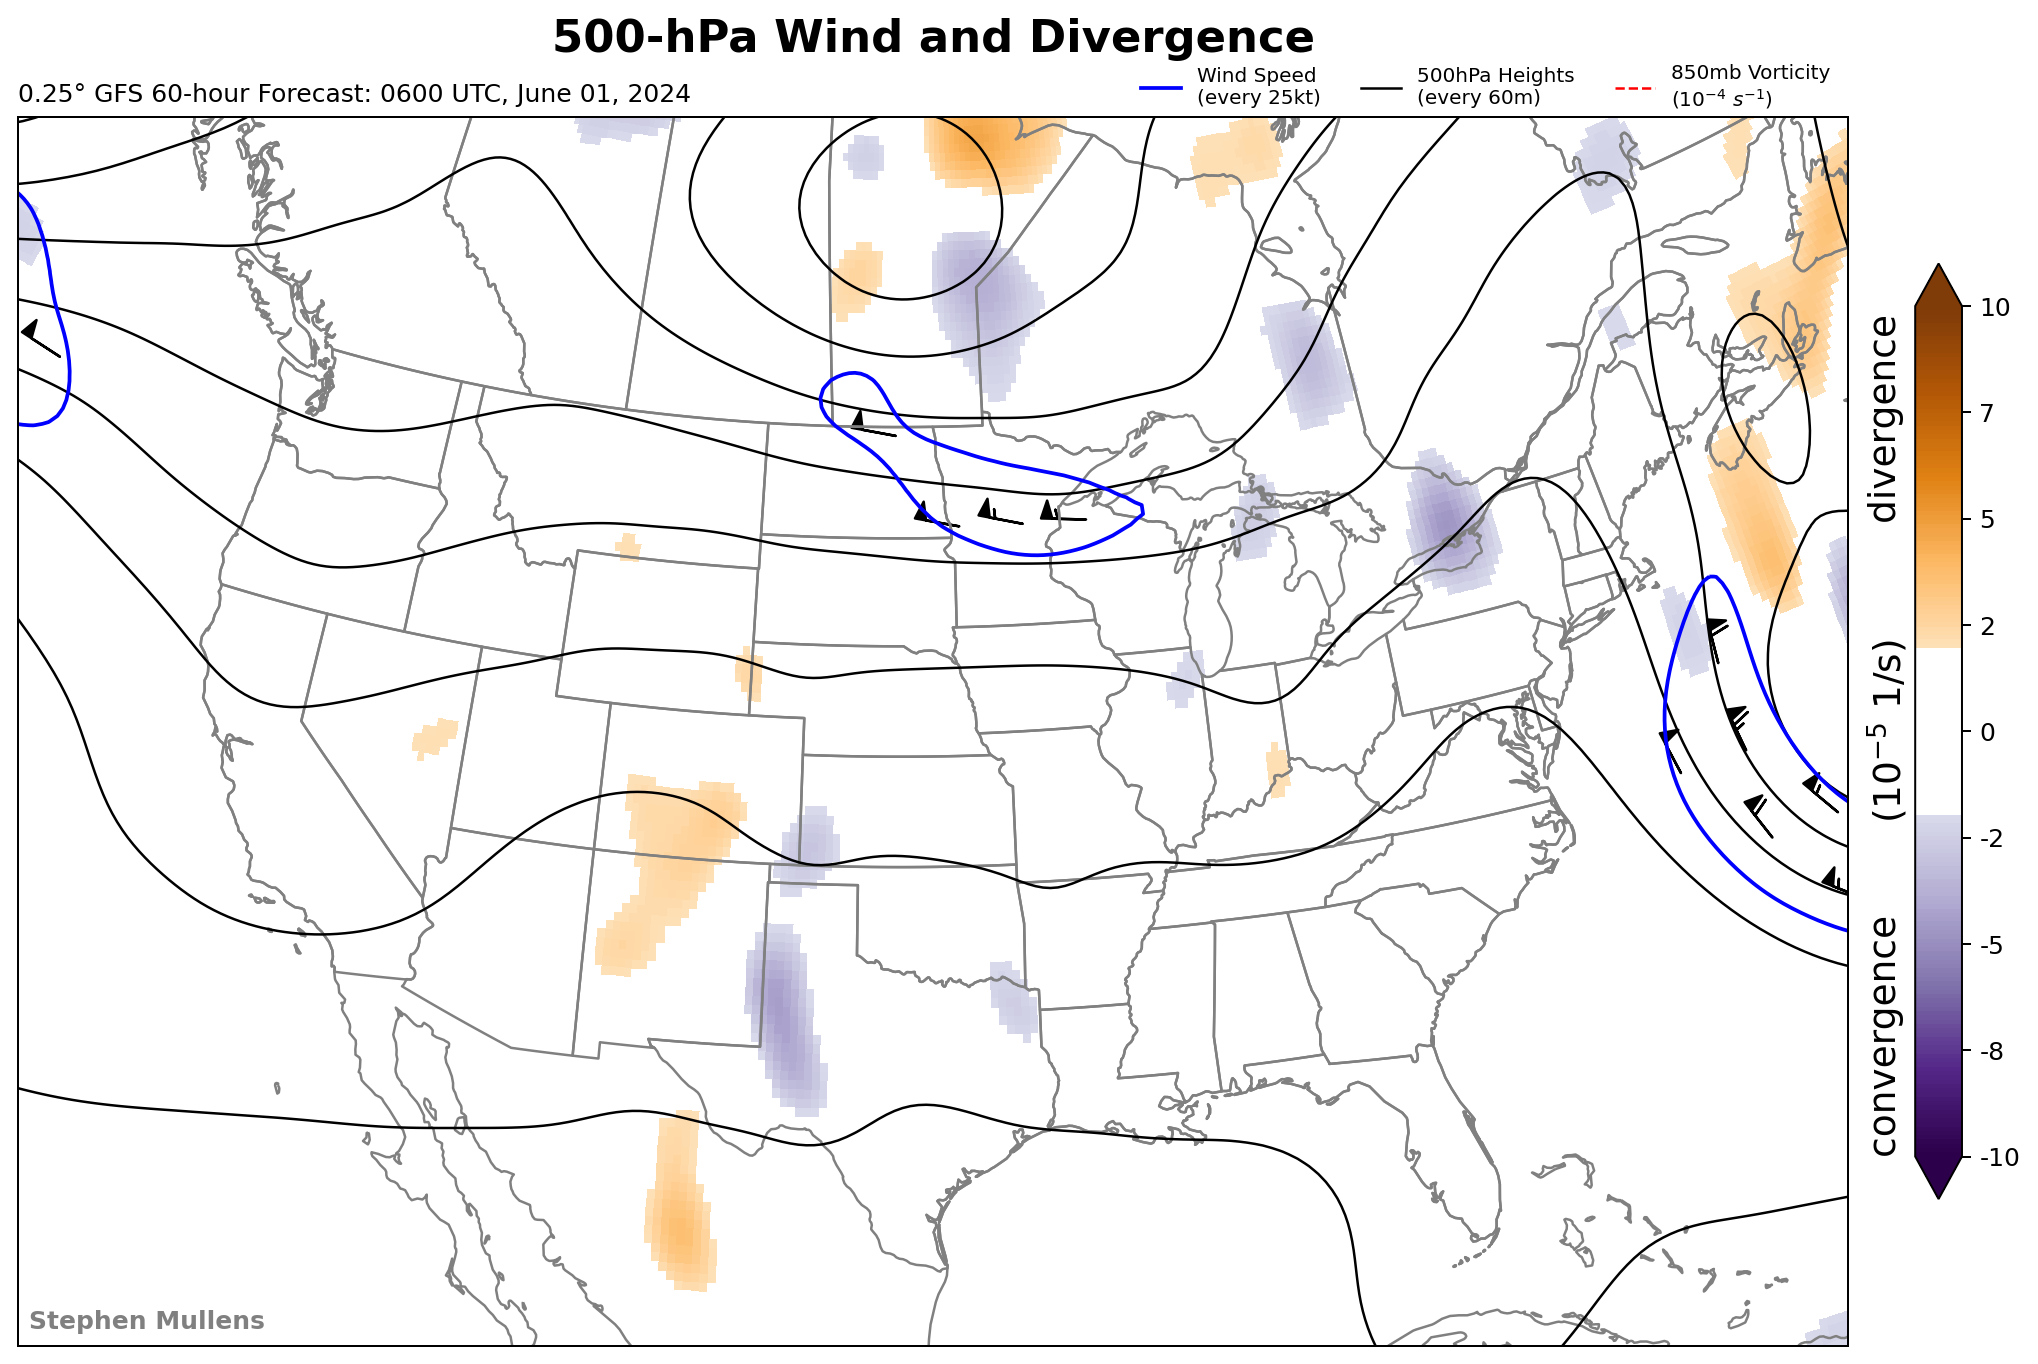 500-hPa Wind and Divergence
0.25° GFS 60-hour Forecast: 0600 UTC, June 01, 2024
Wind Speed
(every 25kt)
500hPa Heights
(every 60m)
850mb Vorticity
(10⁻⁴ s⁻¹)
10
7
5
2
0
-2
-5
-8
-10
convergence (10⁻⁵ 1/s) divergence
Stephen Mullens